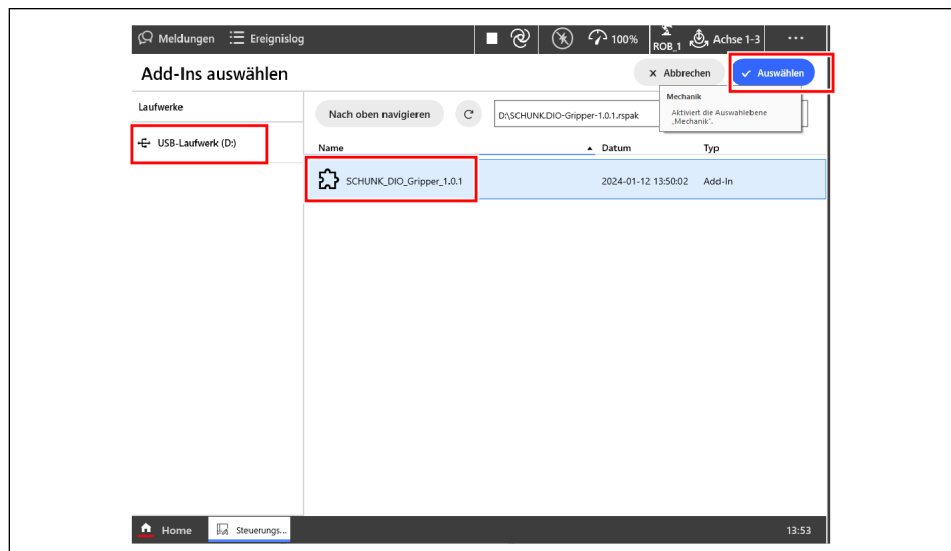 Meldungen Ereignislog 100% ROB_1 Achse 1-3 ...
Add-Ins auswählen Abbrechen Auswählen
Laufwerke
Mechanik
Aktiviert die Auswahlebene
„Mechanik".
Nach oben navigieren D:\SCHUNK.DIO-Gripper-1.0.1.rspak
USB-Laufwerk (D:)
Name Datum Typ
SCHUNK_DIO_Gripper_1.0.1 2024-01-12 13:50:02 Add-In
Home Steuerungs... 13:53